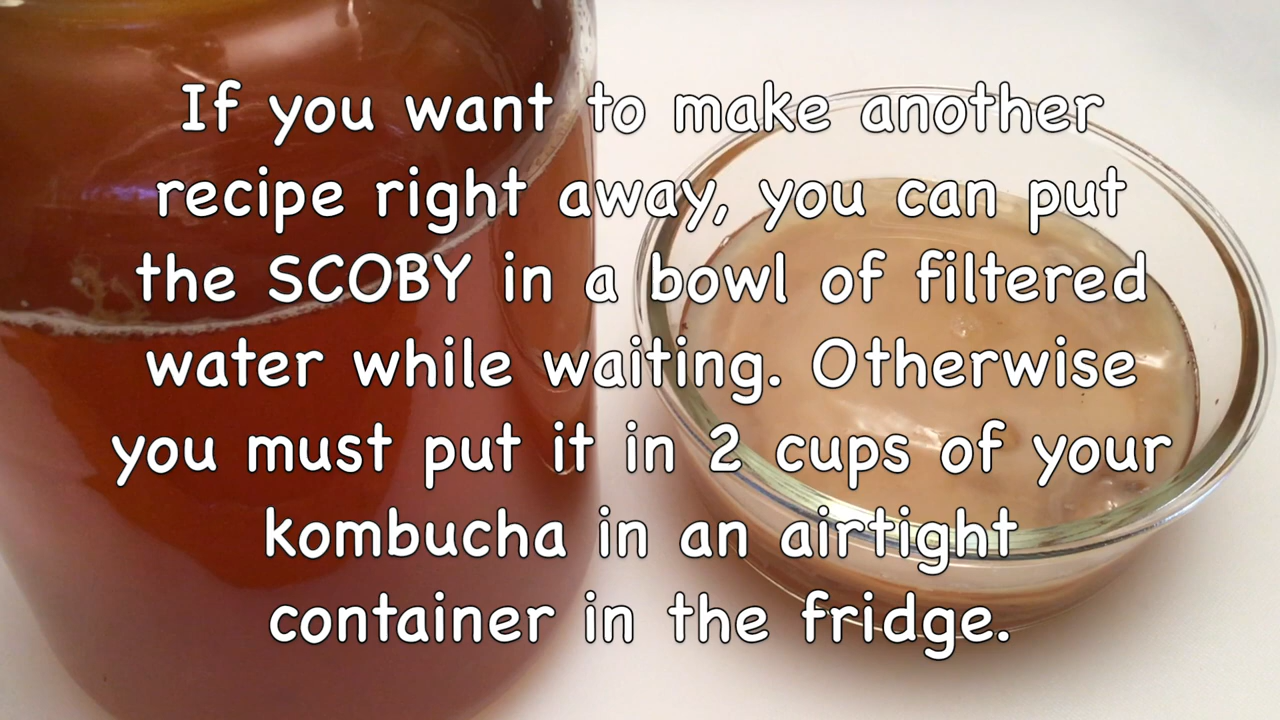 If you want to make another
recipe right away, you can put
the SCOBY in a bowl of filtered
water while waiting. Otherwise
you must put it in 2 cups of your
kombucha in an airtight
container in the fridge.